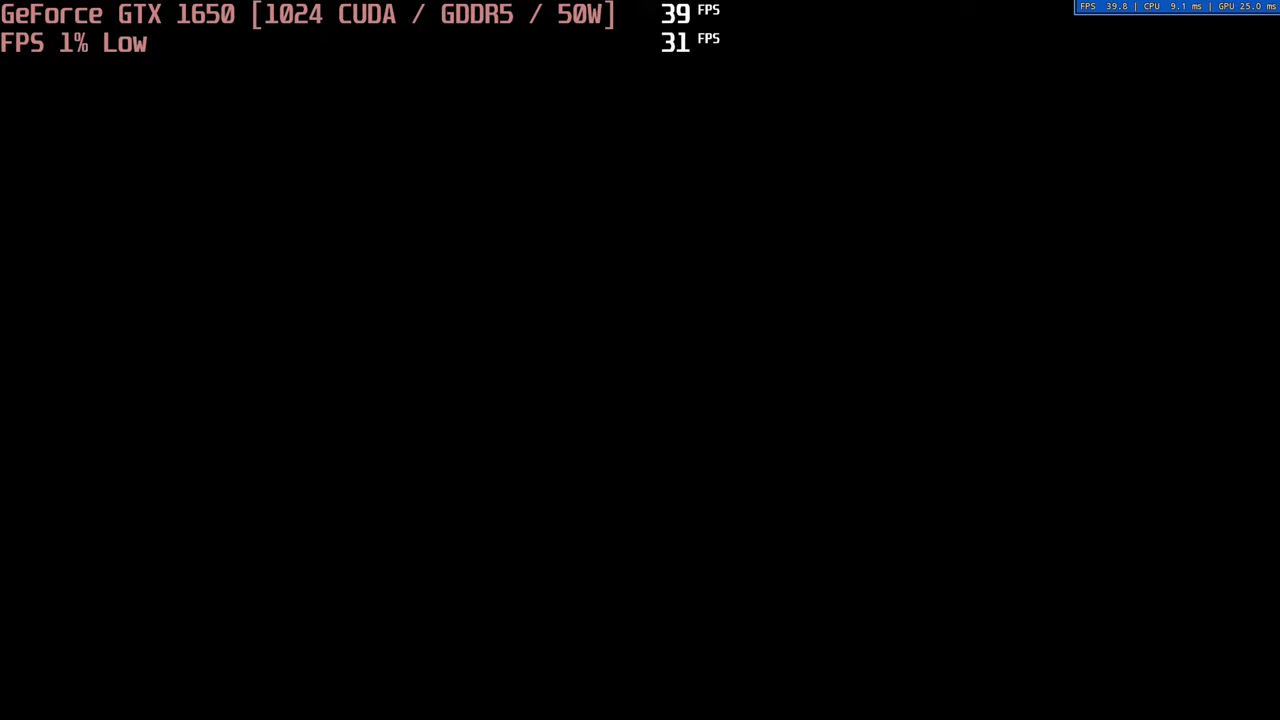 GeForce GTX 1650 [1024 CUDA / GDDR5 / 50W] 39 FPS
FPS 1% Low 31 FPS
FPS 39.8 | CPU 9.1 ms | GPU 25.0 ms